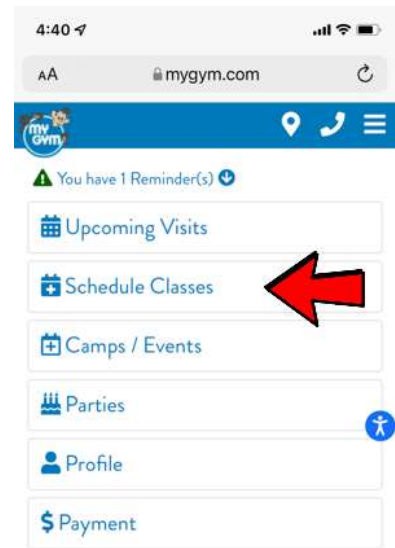 4:40
AA mygym.com
my GYM
You have 1 Reminder(s)
Upcoming Visits
Schedule Classes
Camps / Events
Parties
Profile
$ Payment